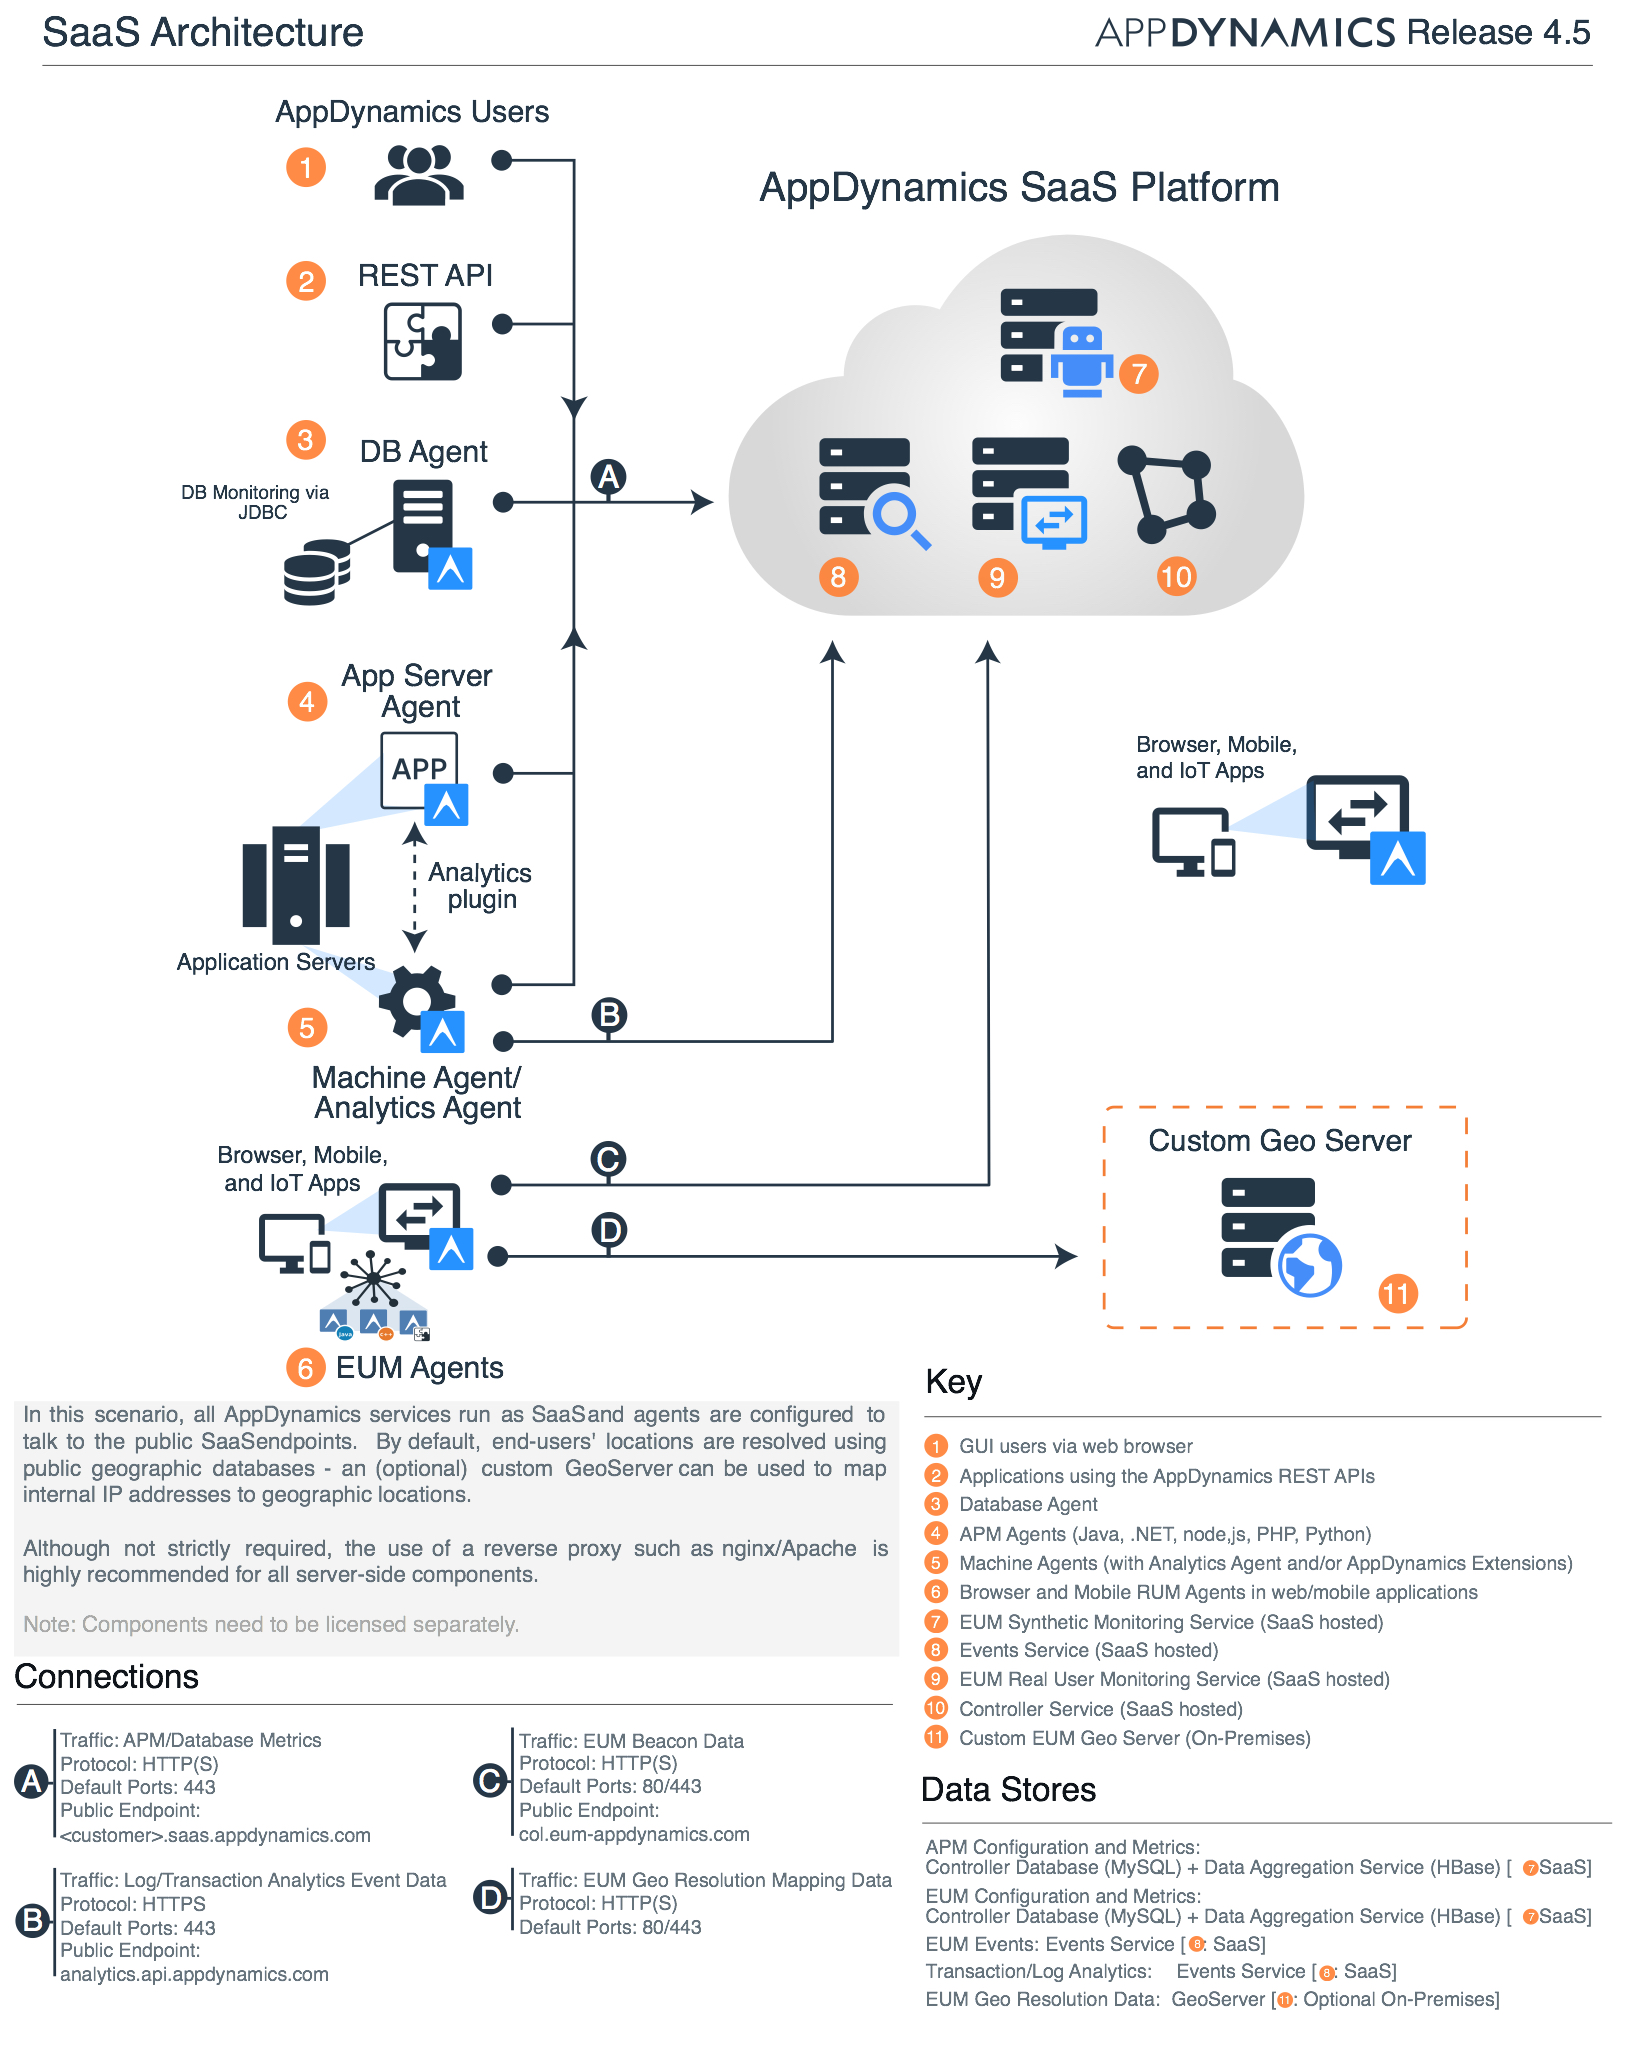 SaaS Architecture
APPDYNAMICS Release 4.5
AppDynamics Users
1
AppDynamics SaaS Platform
2
REST API
7
3
DB Agent
DB Monitoring via
JDBC
A
8
9
10
App Server
Agent
4
APP
Browser, Mobile,
and IoT Apps
Analytics
plugin
Application Servers
5
B
Machine Agent/
Analytics Agent
Browser, Mobile,
and IoT Apps
C
D
Custom Geo Server
11
java
C++
6
EUM Agents
In this scenario, all AppDynamics services run as SaaSand agents are configured to
talk to the public SaaSendpoints. By default, end-users' locations are resolved using
public geographic databases - an (optional) custom GeoServer can be used to map
internal IP addresses to geographic locations.
Although not strictly required, the use of a reverse proxy such as nginx/Apache is
highly recommended for all server-side components.
Note: Components need to be licensed separately.
Key
1 GUI users via web browser
2 Applications using the AppDynamics REST APIs
3 Database Agent
4 APM Agents (Java, .NET, node,js, PHP, Python)
5 Machine Agents (with Analytics Agent and/or AppDynamics Extensions)
6 Browser and Mobile RUM Agents in web/mobile applications
7 EUM Synthetic Monitoring Service (SaaS hosted)
8 Events Service (SaaS hosted)
9 EUM Real User Monitoring Service (SaaS hosted)
10 Controller Service (SaaS hosted)
11 Custom EUM Geo Server (On-Premises)
Connections
A
Traffic: APM/Database Metrics
Protocol: HTTP(S)
Default Ports: 443
Public Endpoint:
<customer>.saas.appdynamics.com
B
Traffic: Log/Transaction Analytics Event Data
Protocol: HTTPS
Default Ports: 443
Public Endpoint:
analytics.api.appdynamics.com
C
Traffic: EUM Beacon Data
Protocol: HTTP(S)
Default Ports: 80/443
Public Endpoint:
col.eum-appdynamics.com
D
Traffic: EUM Geo Resolution Mapping Data
Protocol: HTTP(S)
Default Ports: 80/443
Data Stores
APM Configuration and Metrics:
Controller Database (MySQL) + Data Aggregation Service (HBase) [ 7 SaaS]
EUM Configuration and Metrics:
Controller Database (MySQL) + Data Aggregation Service (HBase) [ 7 SaaS]
EUM Events: Events Service [8: SaaS]
Transaction/Log Analytics: Events Service [8: SaaS]
EUM Geo Resolution Data: GeoServer [11: Optional On-Premises]